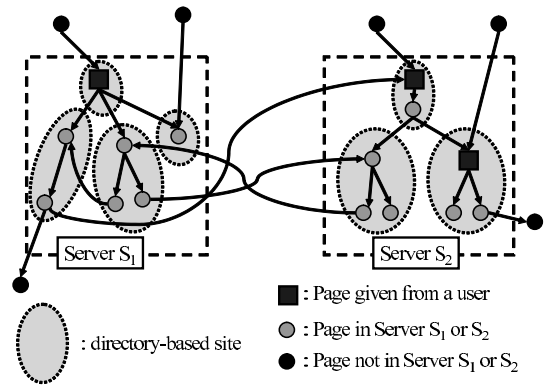 Server S1
Server S2
: Page given from a user
: Page in Server S1 or S2
: directory-based site
: Page not in Server S1 or S2